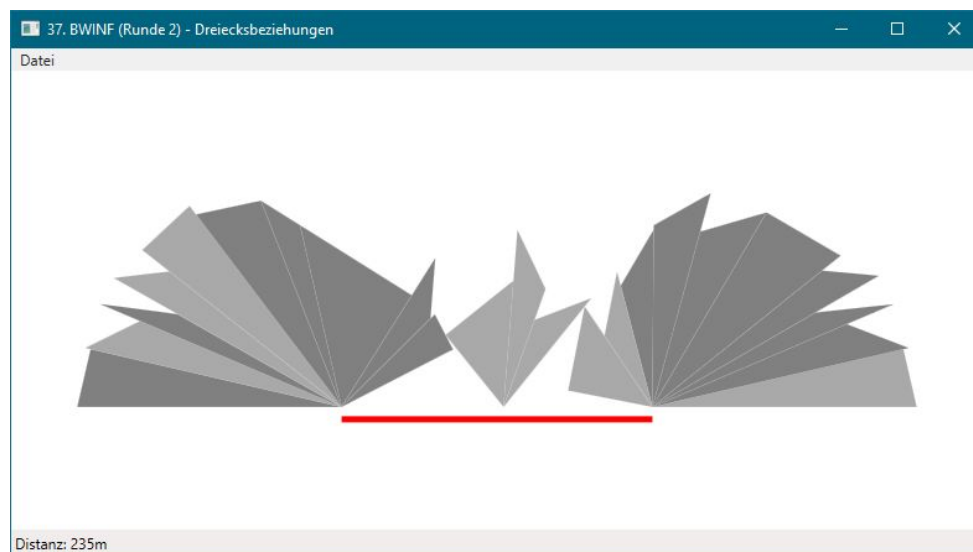 37. BWINF (Runde 2) - Dreiecksbeziehungen
Datei
Distanz: 235m